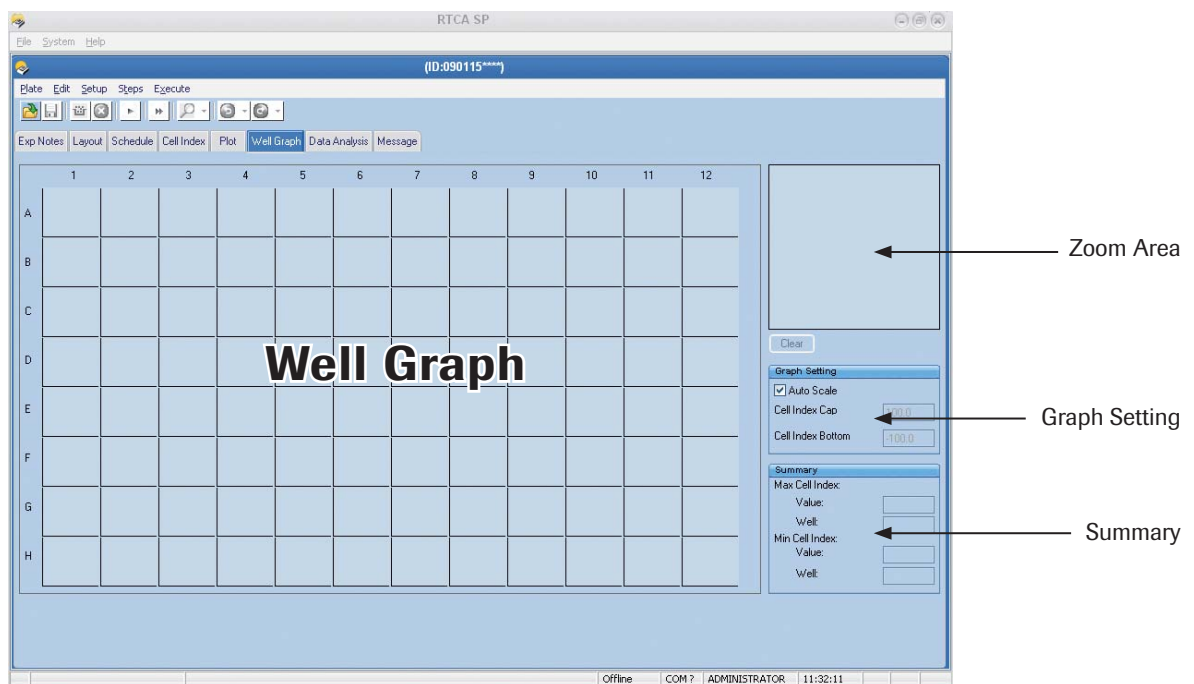 RTCA SP
File System Help
(ID:090115****)
Plate Edit Setup Steps Execute
Exp Notes Layout Schedule Cell Index Plot Well Graph Data Analysis Message
1 2 3 4 5 6 7 8 9 10 11 12
A
B
C
D
E
F
G
H
Well Graph
Zoom Area
Clear
Graph Setting
Auto Scale
Cell Index Cap 100.0
Cell Index Bottom -100.0
Graph Setting
Summary
Max Cell Index:
Value:
Well:
Min Cell Index:
Value:
Well:
Summary
Offline COM ? ADMINISTRATOR 11:32:11